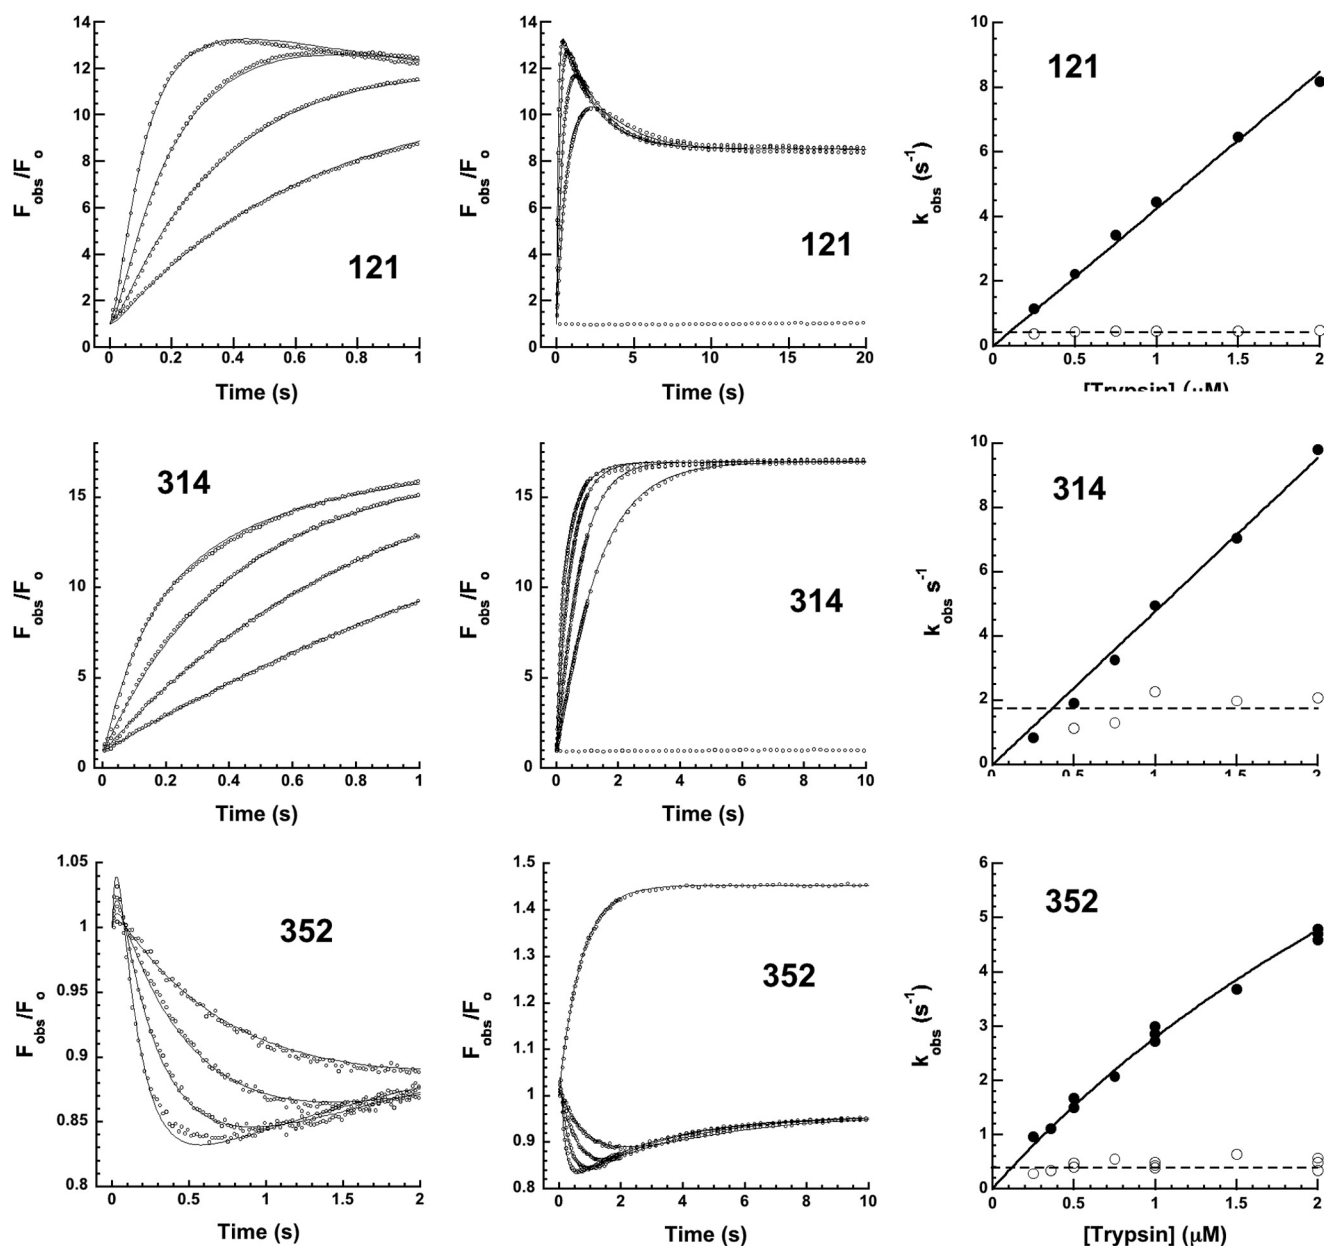 14
12
10
8
6
4
2
0
F obs /F o
121
0 0.2 0.4 0.6 0.8 1
Time (s)
14
12
10
8
6
4
2
0
F obs /F o
121
0 5 10 15 20
Time (s)
10
8
6
4
2
0
k obs (s-1)
121
0 0.5 1 1.5 2
[Trypsin] (μM)
15
10
5
0
F obs /F o
314
0 0.2 0.4 0.6 0.8 1
Time (s)
15
10
5
0
F obs /F o
314
0 2 4 6 8 10
Time (s)
10
8
6
4
2
0
k obs s-1
314
0 0.5 1 1.5 2
1.05
1
0.95
0.9
0.85
0.8
F obs /F o
352
0 0.5 1 1.5 2
Time (s)
1.5
1.4
1.3
1.2
1.1
1
0.9
0.8
F obs /F o
352
0 2 4 6 8 10
Time (s)
6
5
4
3
2
1
0
k obs (s-1)
352
0 0.5 1 1.5 2
[Trypsin] (μM)